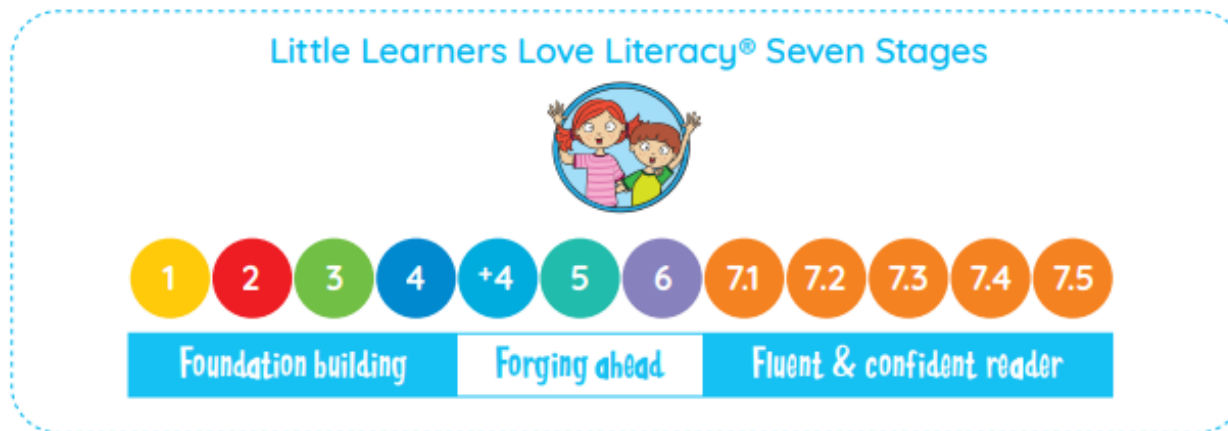 Little Learners Love Literacy® Seven Stages
1 2 3 4 +4 5 6 7.1 7.2 7.3 7.4 7.5
Foundation building Forging ahead Fluent & confident reader